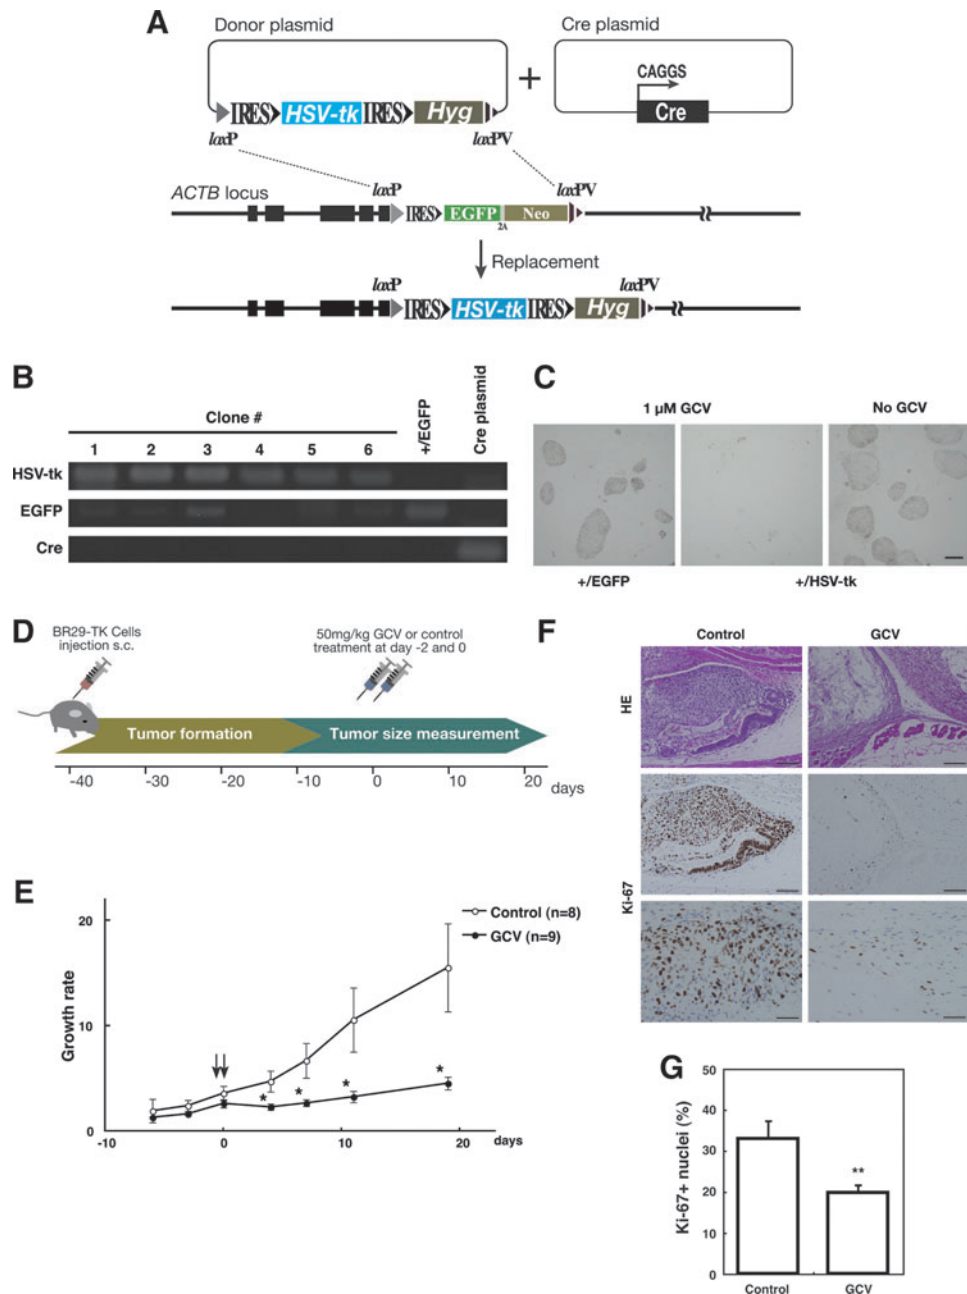 A
Donor plasmid
Cre plasmid
IRES HSV-tk IRES Hyg
loxP
loxPV
+
CAGGS
Cre
ACTB locus
loxP
loxPV
IRES EGFP 2A Neo
Replacement
loxP
loxPV
IRES HSV-tk IRES Hyg
B
Clone #
1 2 3 4 5 6 +/EGFP Cre plasmid
HSV-tk
EGFP
Cre
C
1 µM GCV
No GCV
+/EGFP
+/HSV-tk
D
BR29-TK Cells
injection s.c.
50mg/kg GCV or control
treatment at day -2 and 0
Tumor formation
Tumor size measurement
-40 -30 -20 -10 0 10 20
days
E
Growth rate
20
10
0
-10 0 10 20
days
Control (n=8)
GCV (n=9)
* * * *
F
Control
GCV
HE
Ki-67
G
Ki-67+ nuclei (%)
50
40
30
20
10
0
**
Control
GCV